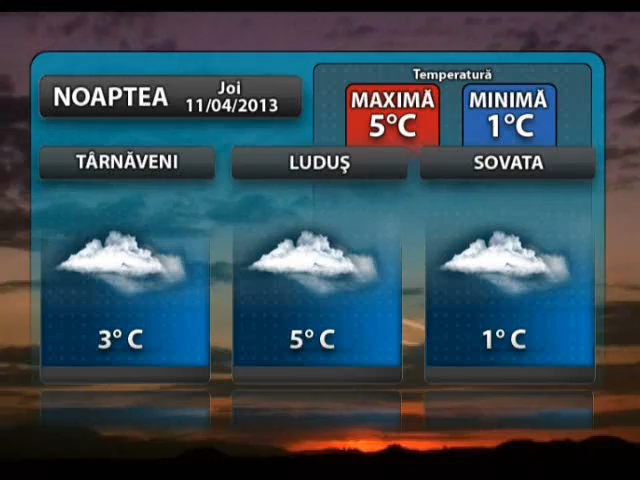 NOAPTEA
Joi
11/04/2013
Temperatură
MAXIMĂ
5°C
MINIMĂ
1°C
TÂRNĂVENI
LUDUŞ
SOVATA
3° C
5° C
1° C